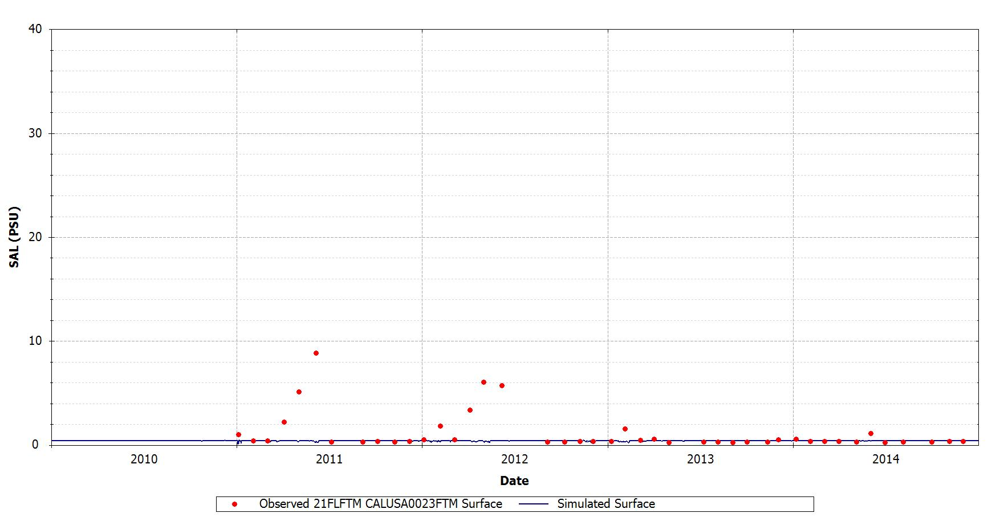 40
30
20
10
0
SAL (PSU)
2010 2011 2012 2013 2014
Date
Observed 21FLFTM CALUSA0023FTM Surface Simulated Surface